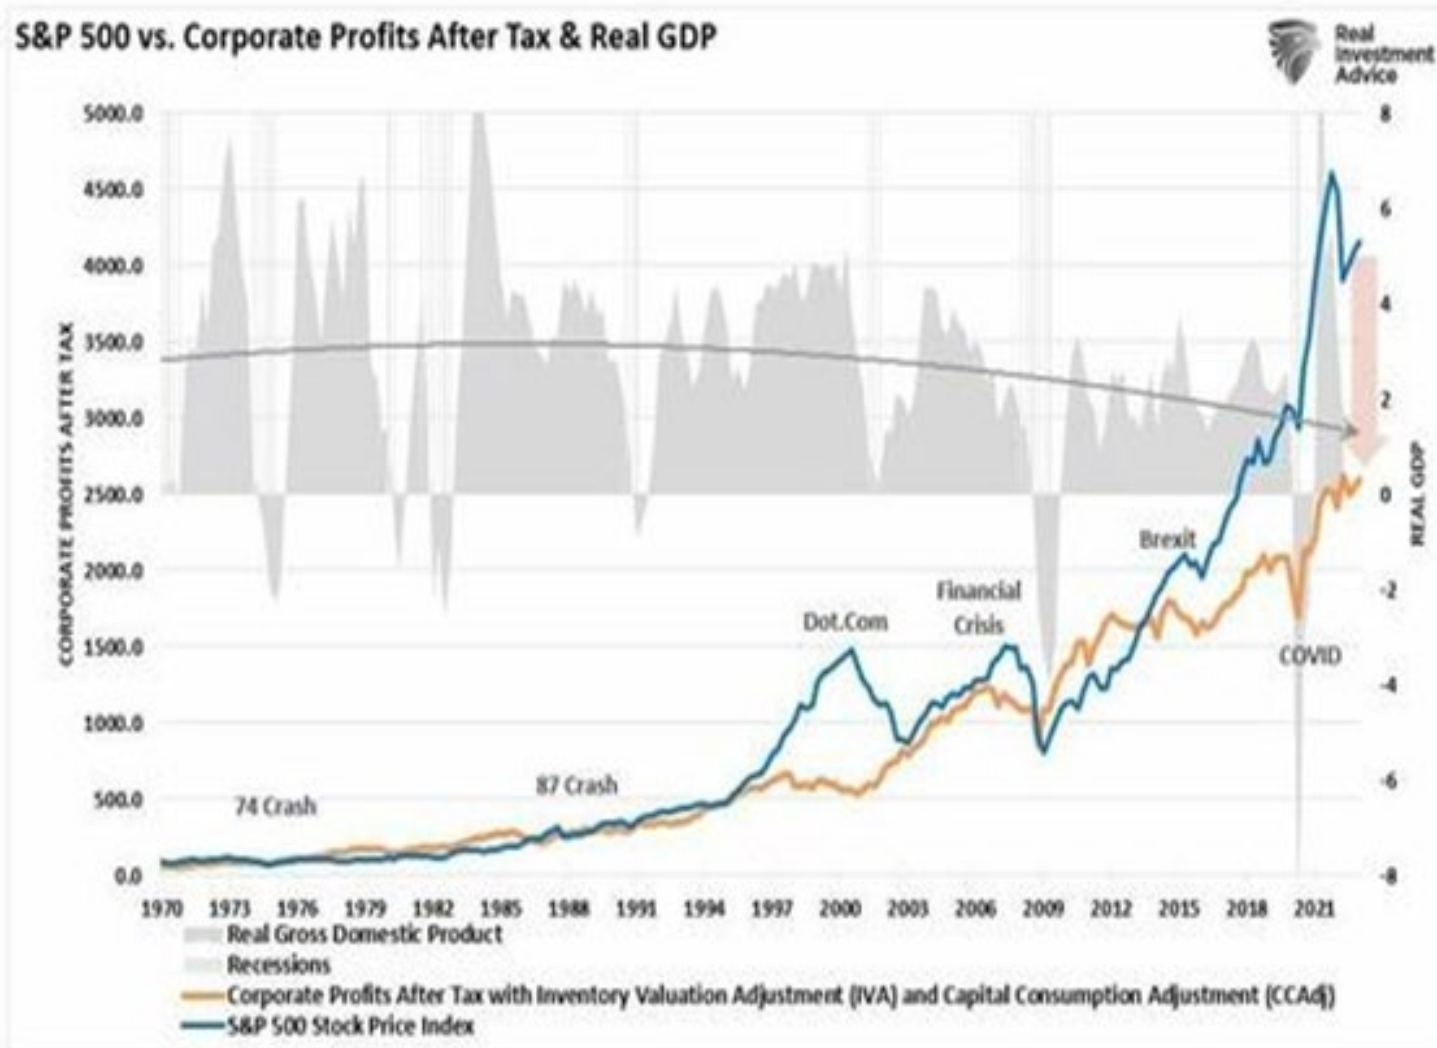 S&P 500 vs. Corporate Profits After Tax & Real GDP
Real
Investment
Advice
CORPORATE PROFITS AFTER TAX
5000.0
4500.0
4000.0
3500.0
3000.0
2500.0
2000.0
1500.0
1000.0
500.0
0.0
74 Crash
87 Crash
Dot.Com
Financial
Crisis
Brexit
COVID
8
6
4
2
0
-2
-4
-6
-8
REAL GDP
1970 1973 1976 1979 1982 1985 1988 1991 1994 1997 2000 2003 2006 2009 2012 2015 2018 2021
Real Gross Domestic Product
Recessions
Corporate Profits After Tax with Inventory Valuation Adjustment (IVA) and Capital Consumption Adjustment (CCAdj)
S&P 500 Stock Price Index